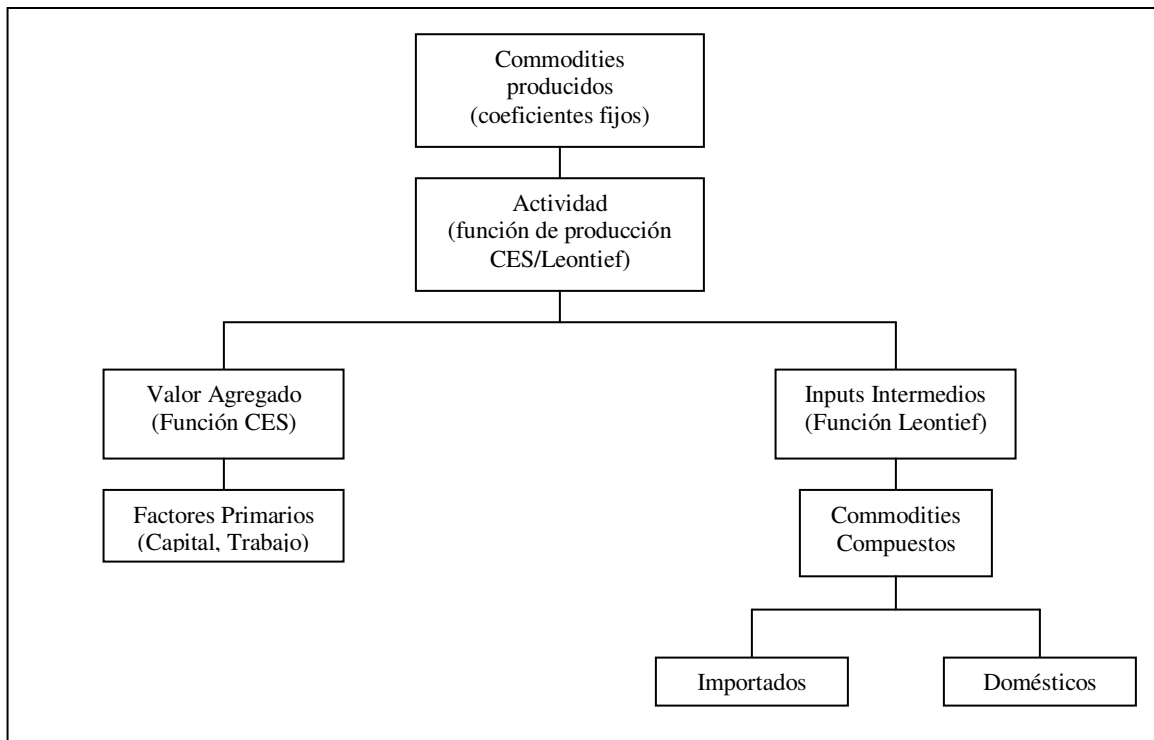 Commodities
producidos
(coeficientes fijos)
Actividad
(función de producción
CES/Leontief)
Valor Agregado
(Función CES)
Inputs Intermedios
(Función Leontief)
Factores Primarios
(Capital, Trabajo)
Commodities
Compuestos
Importados
Domésticos